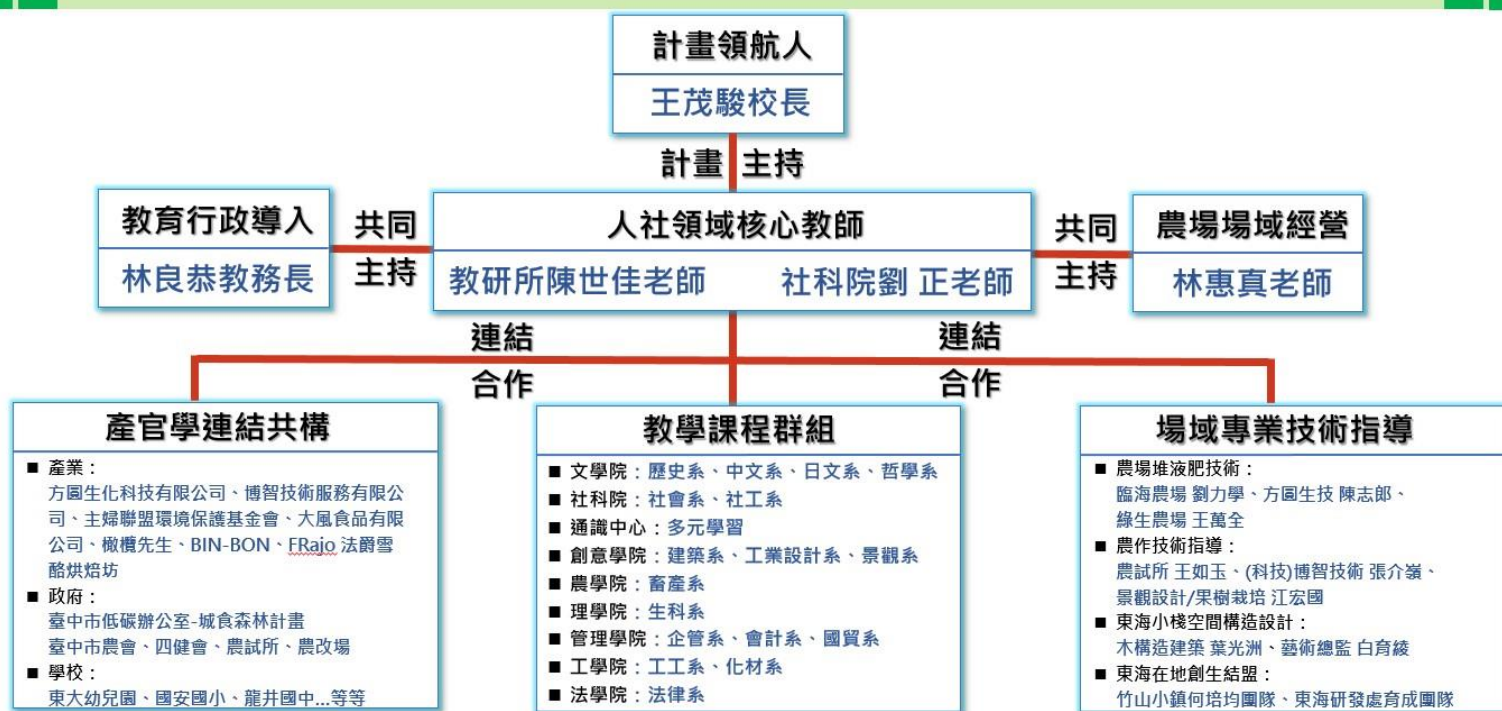 計畫領航人
王茂駿校長
計畫 主持
教育行政導入
林良恭教務長
共同
主持
人社領域核心教師
教研所陳世佳老師 社科院劉 正老師
共同
主持
農場場域經營
林惠真老師
連結
合作
連結
合作
產官學連結共構
■ 產業：
方圓生化科技有限公司、博智技術服務有限公
司、主婦聯盟環境保護基金會、大風食品有限
公司、橄欖先生、BIN-BON、FRajo 法爵雪
酪烘焙坊
■ 政府：
臺中市低碳辦公室-城食森林計畫
臺中市農會、四健會、農試所、農改場
■ 學校：
東大幼兒園、國安國小、龍井國中...等等
教學課程群組
■ 文學院：歷史系、中文系、日文系、哲學系
■ 社科院：社會系、社工系
■ 通識中心：多元學習
■ 創意學院：建築系、工業設計系、景觀系
■ 農學院：畜產系
■ 理學院：生科系
■ 管理學院：企管系、會計系、國貿系
■ 工學院：工工系、化材系
■ 法學院：法律系
場域專業技術指導
■ 農場堆液肥技術：
臨海農場 劉力學、方圓生技 陳志郎、
綠生農場 王萬全
■ 農作技術指導：
農試所 王如玉、(科技)博智技術 張介嶺、
景觀設計/果樹栽培 江宏國
■ 東海小棧空間構造設計：
木構造建築 葉光洲、藝術總監 白育綾
■ 東海在地創生結盟：
竹山小鎮何培均團隊、東海研發處育成團隊